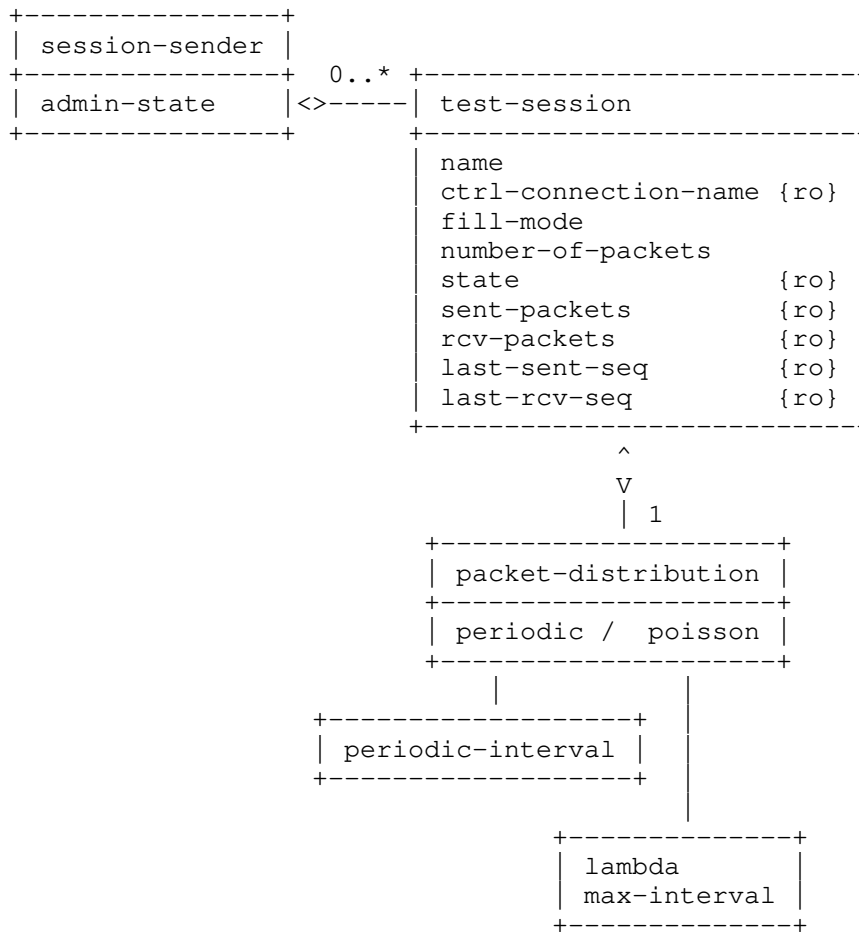 session-sender
0..*
admin-state <> test-session
name
ctrl-connection-name {ro}
fill-mode
number-of-packets
state {ro}
sent-packets {ro}
rcv-packets {ro}
last-sent-seq {ro}
last-rcv-seq {ro}
^
V
1
packet-distribution
periodic / poisson
periodic-interval
lambda
max-interval